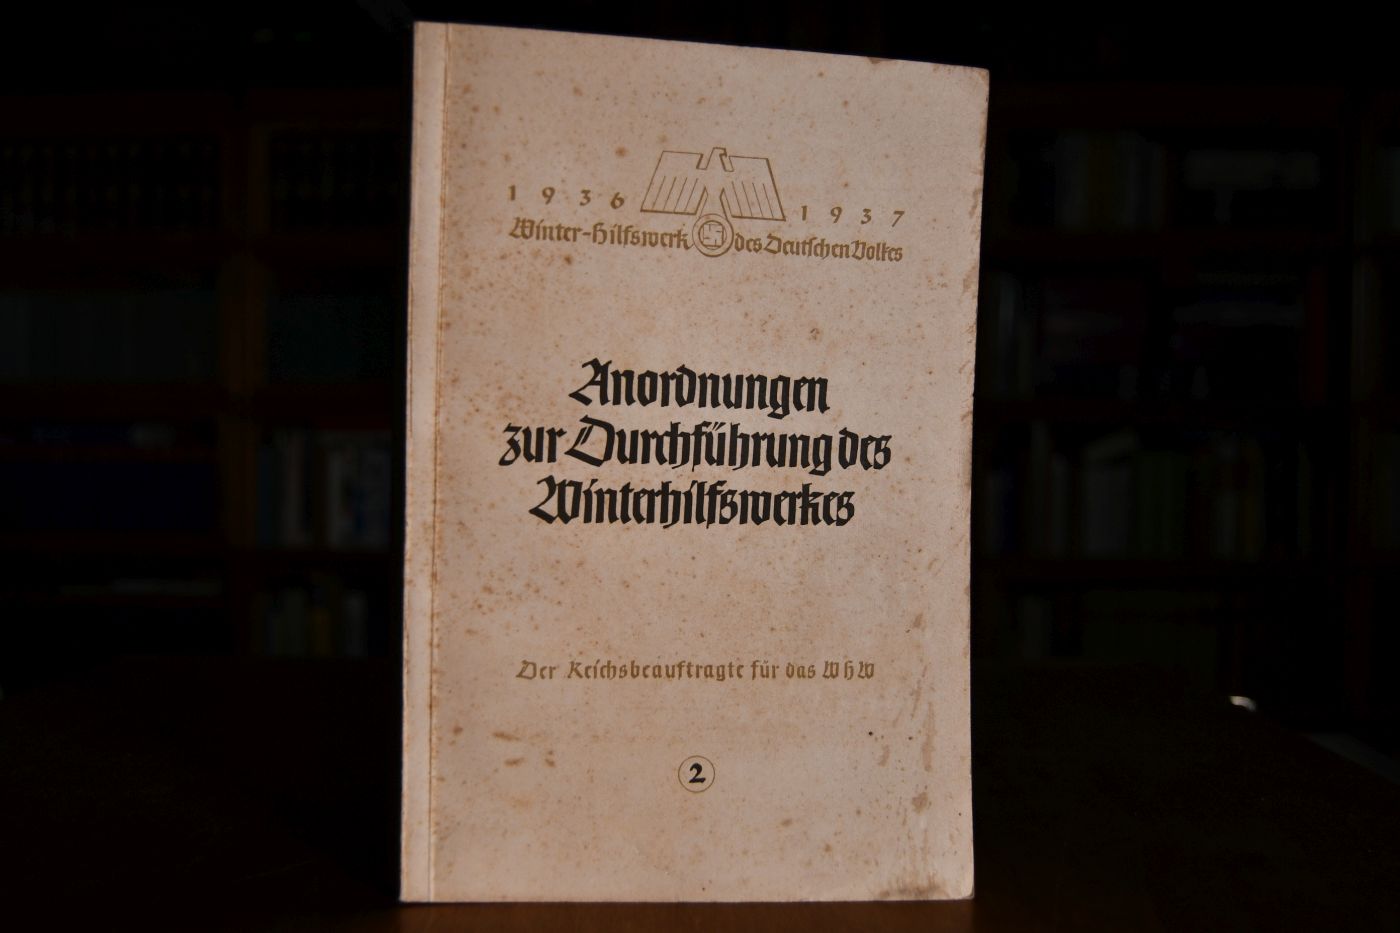 1936 1937
Winter-Hilfswerk des Deutschen Volkes
Anordnungen
zur Durchführung des
Winterhilfswerkes
Der Reichsbeauftragte für das WHW
2